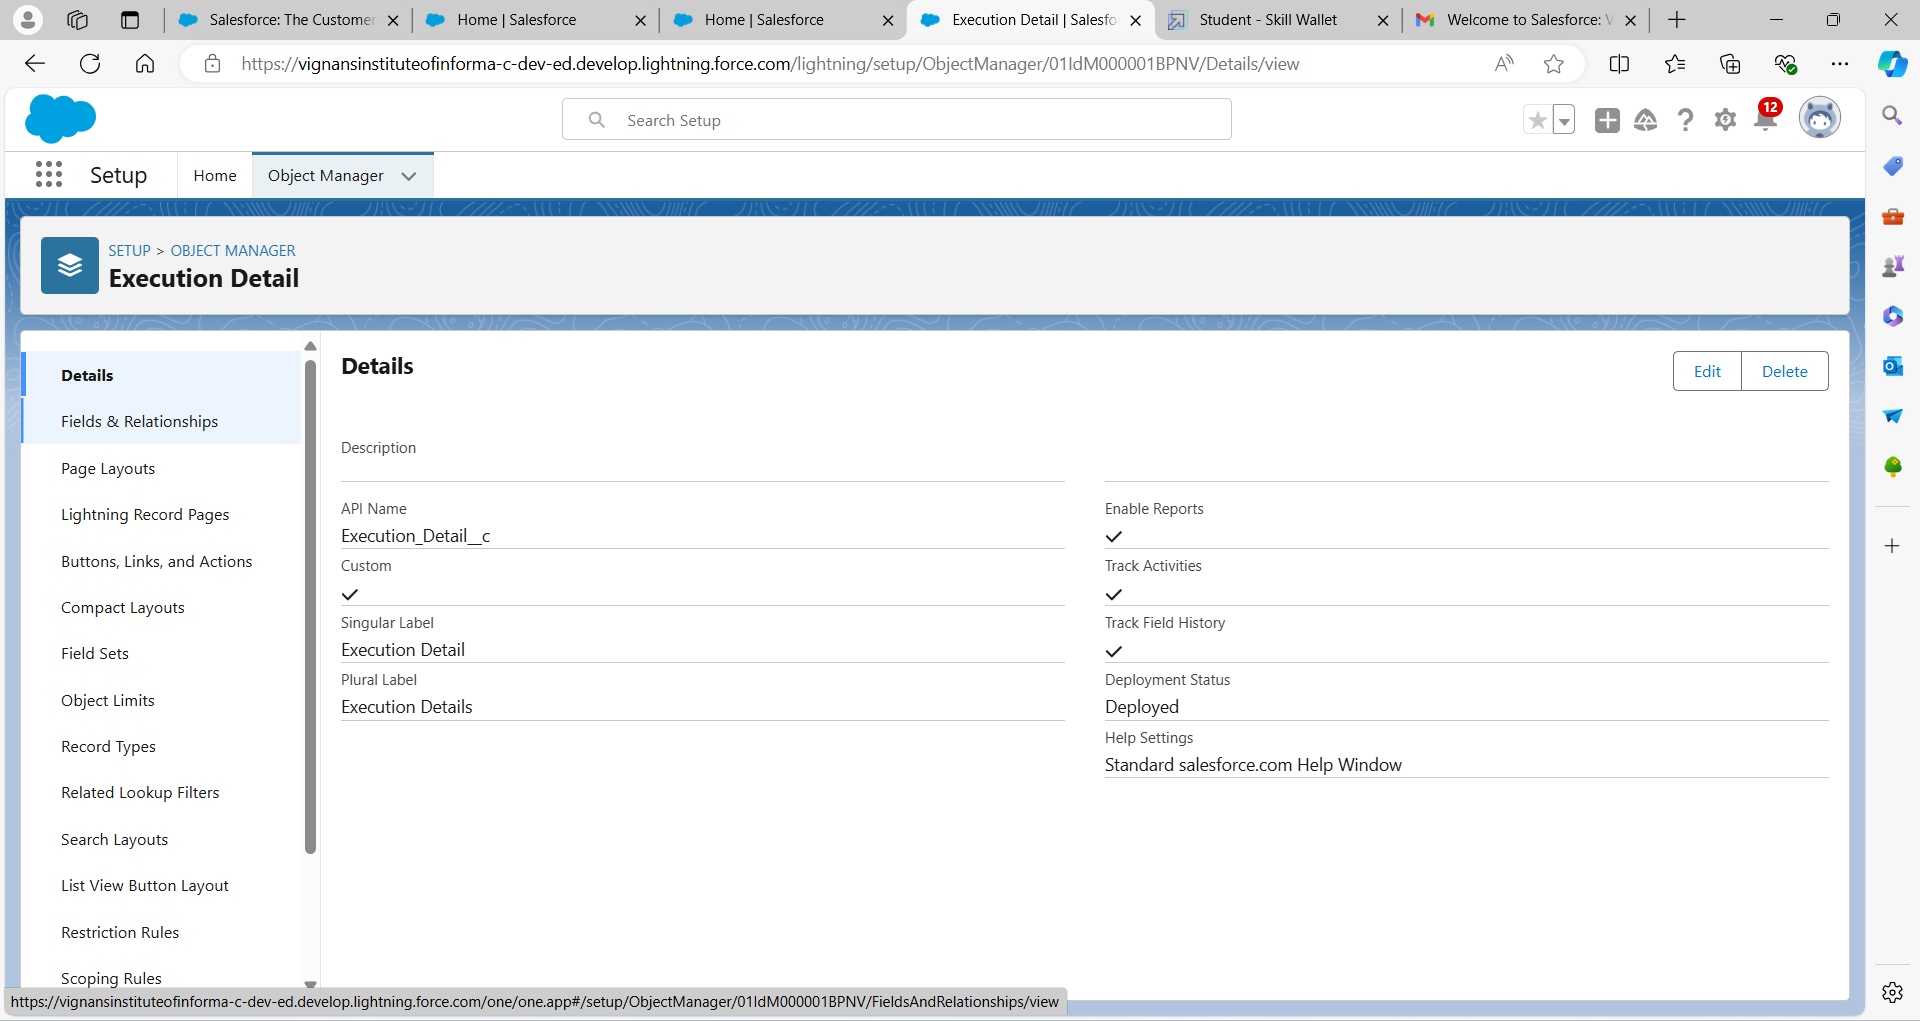 Salesforce: The Customer
Home | Salesforce
Home | Salesforce
Execution Detail | Salesfo
Student - Skill Wallet
Welcome to Salesforce: V
https://vignansinstituteofinforma-c-dev-ed.develop.lightning.force.com/lightning/setup/ObjectManager/01IdM000001BPNV/Details/view
Search Setup
12
Setup
Home
Object Manager
SETUP > OBJECT MANAGER
Execution Detail
Details
Fields & Relationships
Page Layouts
Lightning Record Pages
Buttons, Links, and Actions
Compact Layouts
Field Sets
Object Limits
Record Types
Related Lookup Filters
Search Layouts
List View Button Layout
Restriction Rules
Scoping Rules
Details
Edit
Delete
Description
API Name
Execution_Detail__c
Custom
Singular Label
Execution Detail
Plural Label
Execution Details
Enable Reports
Track Activities
Track Field History
Deployment Status
Deployed
Help Settings
Standard salesforce.com Help Window
https://vignansinstituteofinforma-c-dev-ed.develop.lightning.force.com/one/one.app#/setup/ObjectManager/01IdM000001BPNV/FieldsAndRelationships/view